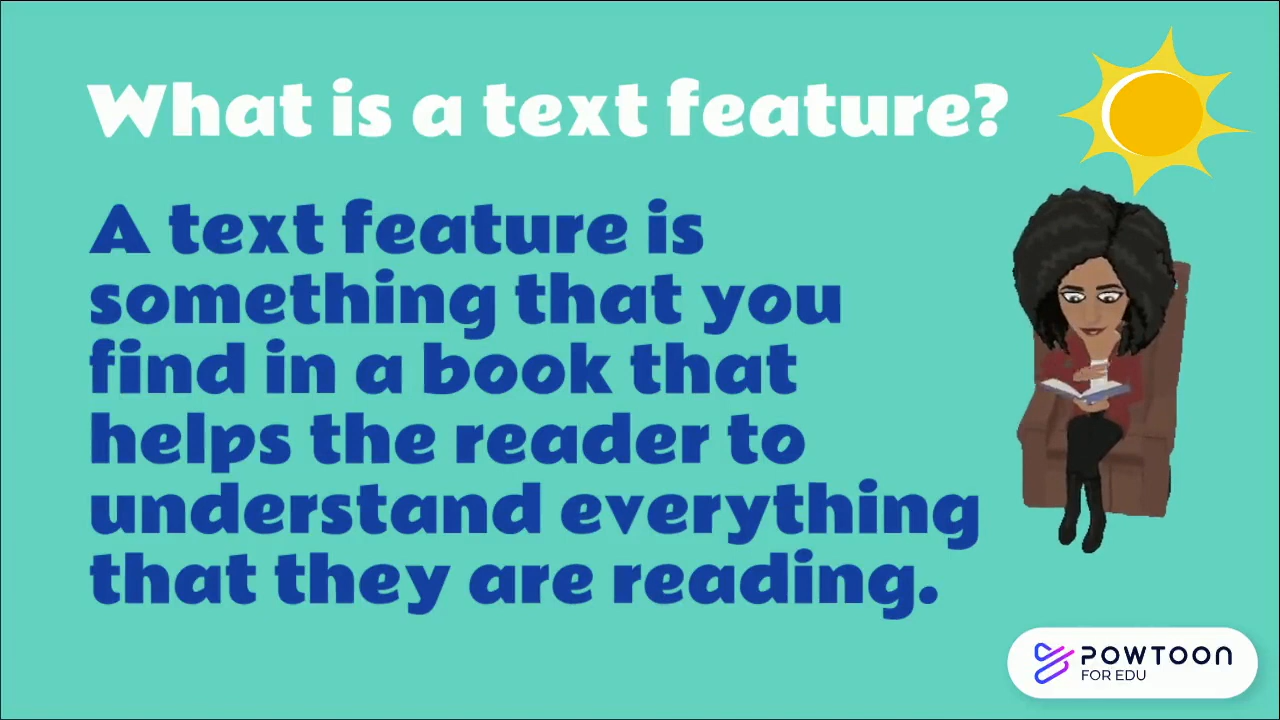 What is a text feature?
A text feature is
something that you
find in a book that
helps the reader to
understand everything
that they are reading.
POWTOON
FOR EDU